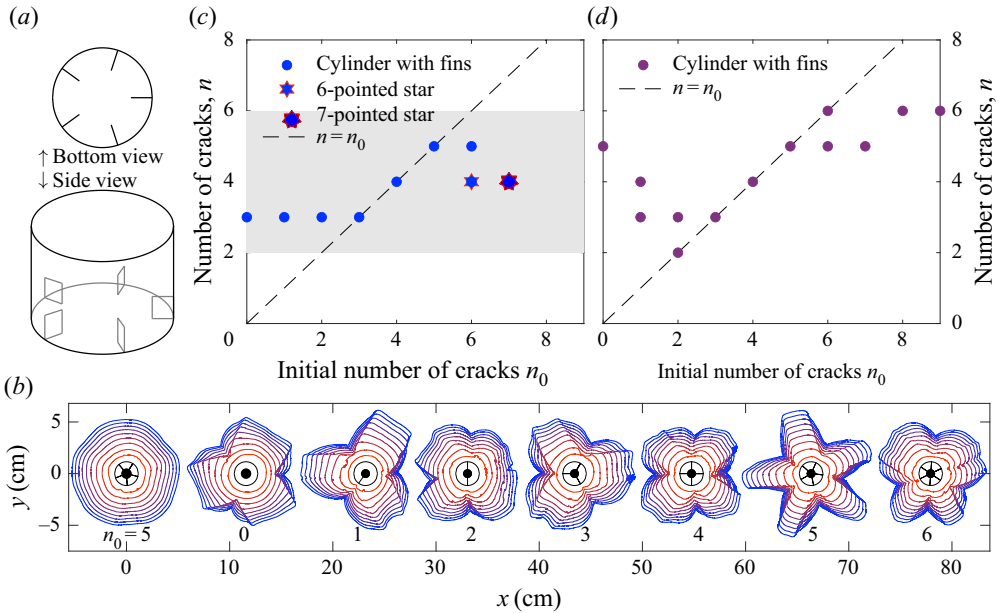 (a)
↑ Bottom view
↓ Side view
(c)
8
6
4
2
0
Number of cracks, n
Cylinder with fins
6-pointed star
7-pointed star
n = n0
2
4
6
8
Initial number of cracks n0
(d)
Cylinder with fins
n = n0
8
6
4
2
0
Number of cracks, n
2
4
6
8
Initial number of cracks n0
(b)
5
0
−5
y (cm)
n0 = 5
0
1
2
3
4
5
6
0
10
20
30
40
50
60
70
80
x (cm)